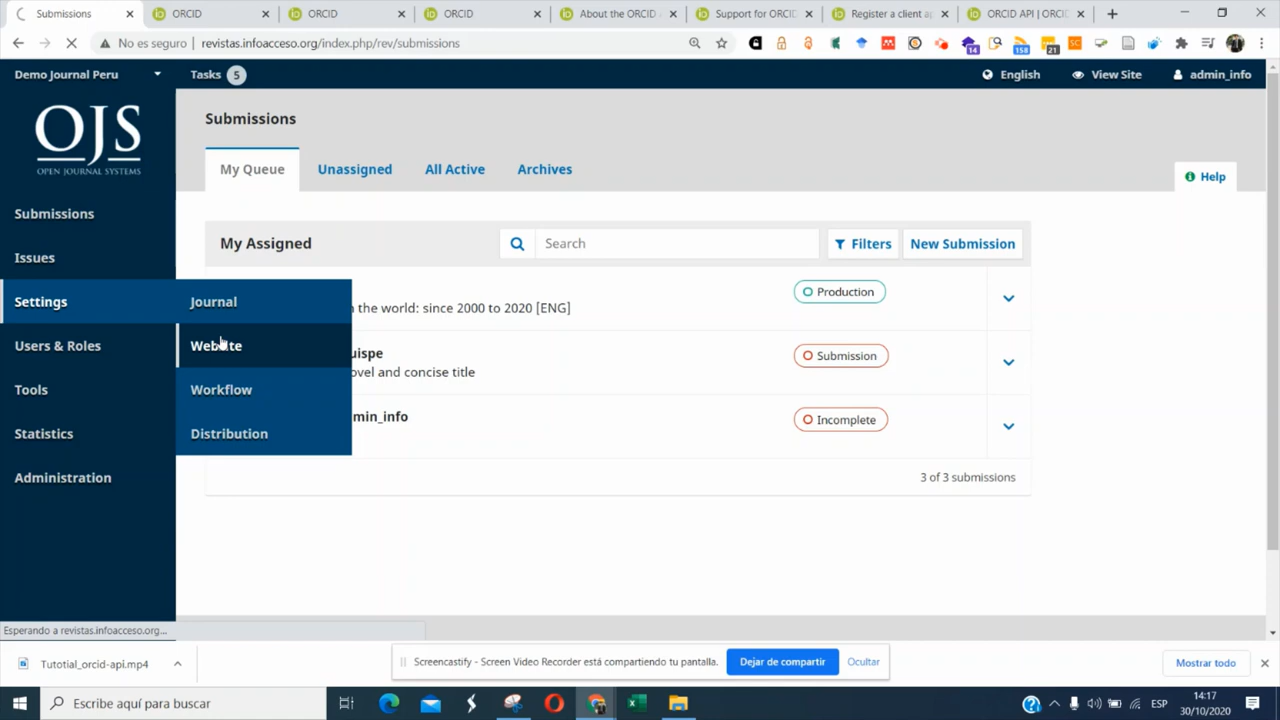 Submissions
ORCID
ORCID
ORCID
About the ORCID
Support for ORCID
Register a client ap
ORCID API | ORCI
No es seguro
revistas.infoacceso.org/index.php/rev/submissions
14
158
21
SC
Demo Journal Peru
Tasks 5
English
View Site
admin_info
OJS
OPEN JOURNAL SYSTEMS
Submissions
Issues
Settings
Users & Roles
Tools
Statistics
Administration
Journal
Website
Workflow
Distribution
Submissions
My Queue
Unassigned
All Active
Archives
Help
My Assigned
Search
Filters
New Submission
n the world: since 2000 to 2020 [ENG]
Production
uispe
ovel and concise title
Submission
min_info
Incomplete
3 of 3 submissions
Esperando a revistas.infoacceso.org...
Tutotial_orcid-api.mp4
Screencastify - Screen Video Recorder está compartiendo tu pantalla.
Dejar de compartir
Ocultar
Mostrar todo
Escribe aquí para buscar
ESP
14:17
30/10/2020